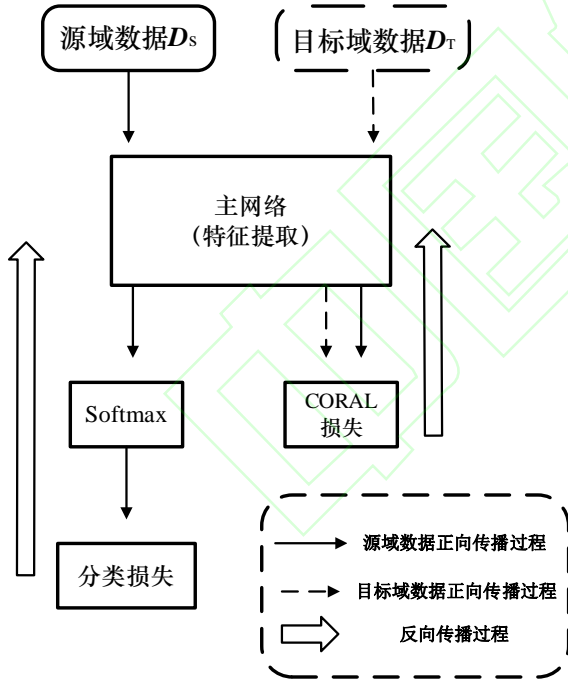 源域数据DS
目标域数据DT
主网络
（特征提取）
Softmax
CORAL
损失
分类损失
源域数据正向传播过程
目标域数据正向传播过程
反向传播过程